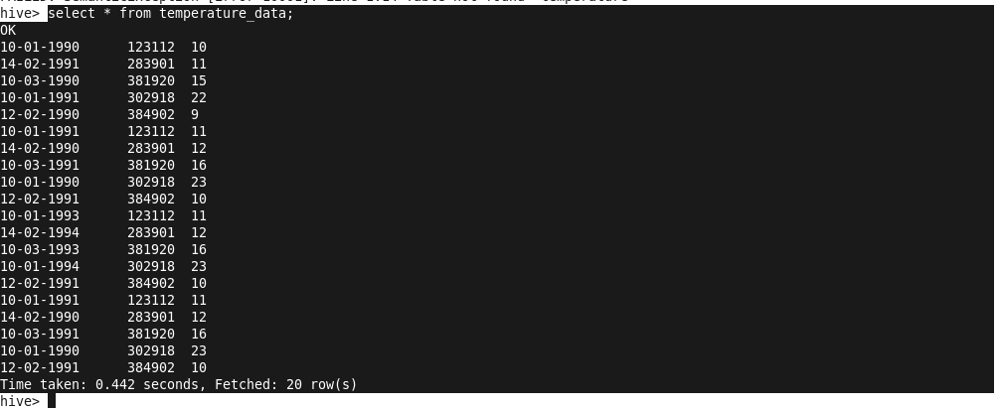 hive> select * from temperature_data;
OK
10-01-1990 123112 10
14-02-1991 283901 11
10-03-1990 381920 15
10-01-1991 302918 22
12-02-1990 384902 9
10-01-1991 123112 11
14-02-1990 283901 12
10-03-1991 381920 16
10-01-1990 302918 23
12-02-1991 384902 10
10-01-1993 123112 11
14-02-1994 283901 12
10-03-1993 381920 16
10-01-1994 302918 23
12-02-1991 384902 10
10-01-1991 123112 11
14-02-1990 283901 12
10-03-1991 381920 16
10-01-1990 302918 23
12-02-1991 384902 10
Time taken: 0.442 seconds, Fetched: 20 row(s)
hive>